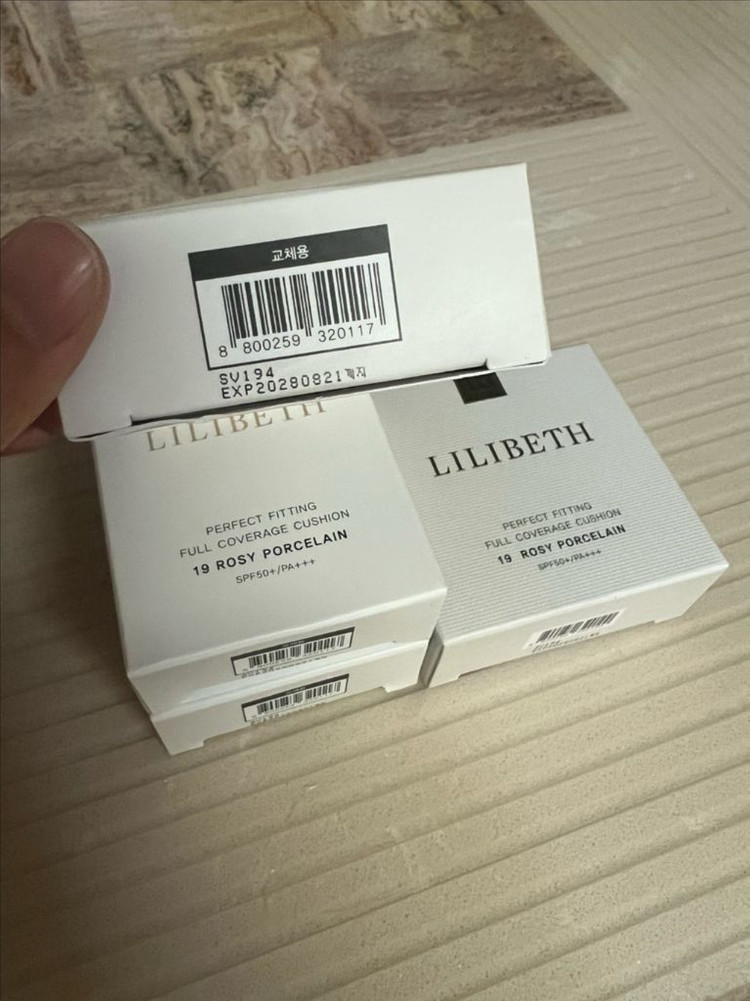 교체용
8 800259 320117
SV194
EXP20280821까지
LILIBETH
PERFECT FITTING
FULL COVERAGE CUSHION
19 ROSY PORCELAIN
SPF50+/PA+++
LILIBETH
PERFECT FITTING
FULL COVERAGE CUSHION
19 ROSY PORCELAIN
SPF50+/PA+++